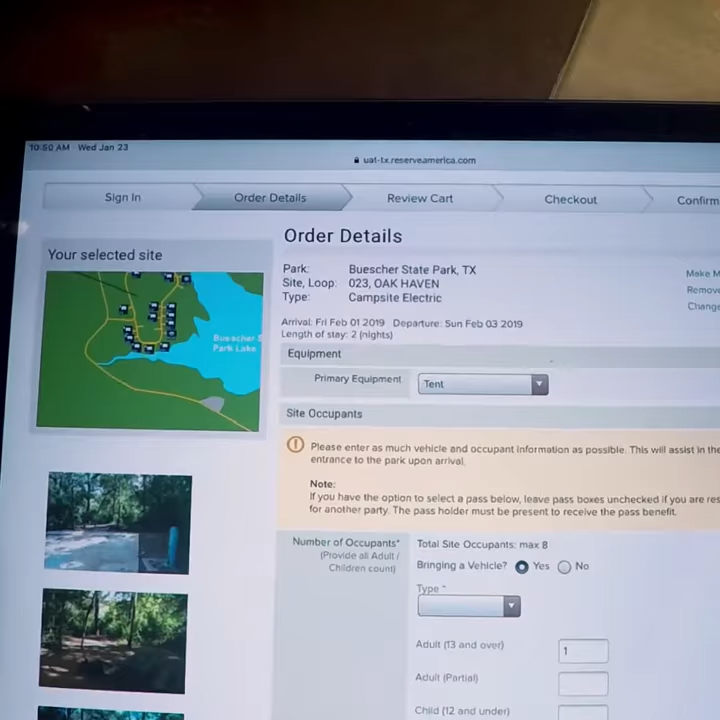 10:50 AM Wed Jan 23
uat-tx.reserveamerica.com
Sign In
Order Details
Review Cart
Checkout
Confirm
Your selected site
Buescher S
Park Lake
Order Details
Park: Buescher State Park, TX
Site, Loop: 023, OAK HAVEN
Type: Campsite Electric
Make M
Remove
Change
Arrival: Fri Feb 01 2019 Departure: Sun Feb 03 2019
Length of stay: 2 (nights)
Equipment
Primary Equipment Tent
Site Occupants
Please enter as much vehicle and occupant information as possible. This will assist in the
entrance to the park upon arrival.
Note:
If you have the option to select a pass below, leave pass boxes unchecked if you are res
for another party. The pass holder must be present to receive the pass benefit.
Number of Occupants*
(Provide all Adult /
Children count)
Total Site Occupants: max 8
Bringing a Vehicle? Yes No
Type *
Adult (13 and over) 1
Adult (Partial)
Child (12 and under)